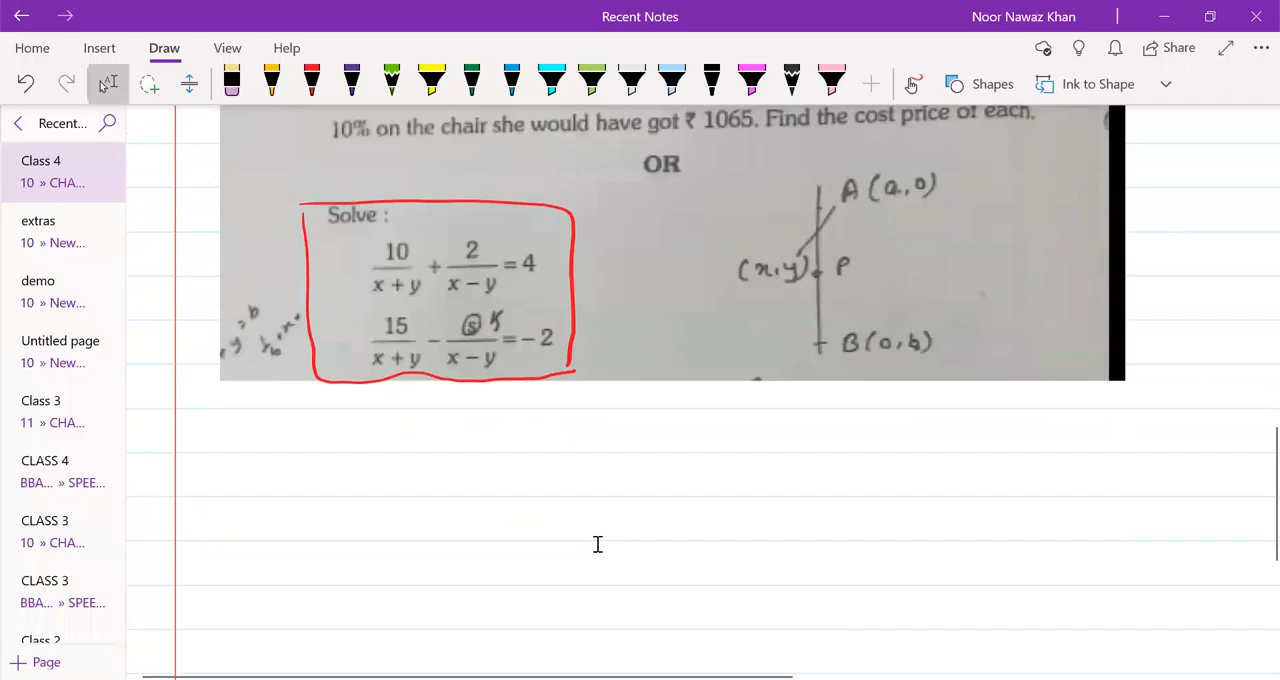 Recent Notes
Noor Nawaz Khan
Home Insert Draw View Help
Share
Shapes
Ink to Shape
Recent...
Class 4
10 » CHA...
extras
10 » New...
demo
10 » New...
Untitled page
10 » New...
Class 3
11 » CHA...
CLASS 4
BBA... » SPEE...
CLASS 3
10 » CHA...
CLASS 3
BBA... » SPEE...
Class 2
Page
10% on the chair she would have got ₹ 1065. Find the cost price of each.
OR
Solve :
10/(x + y) + 2/(x − y) = 4
15/(x + y) − 5/(x − y) = − 2
A (a, 0)
(x, y) P
B (0, b)